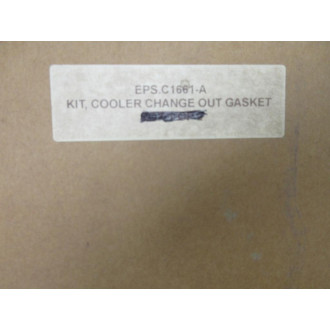 EPS.C1661-A
KIT, COOLER CHANGE OUT GASKET